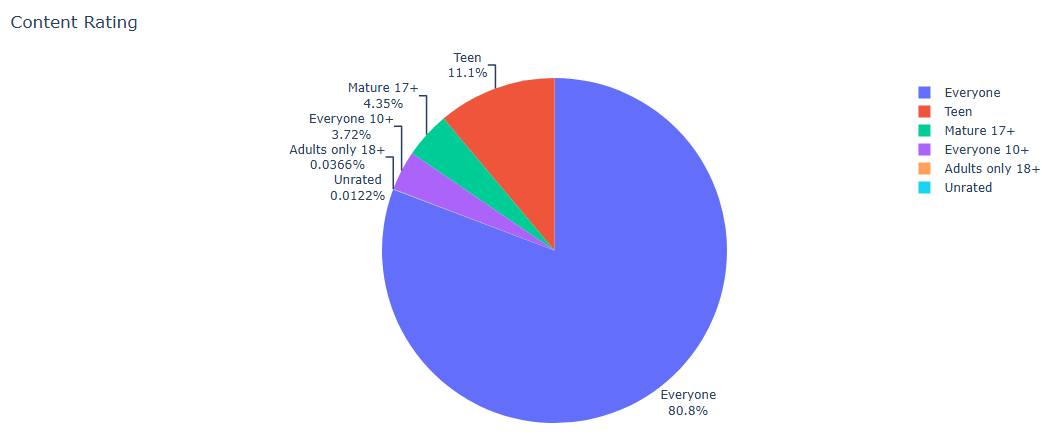 Content Rating
Teen
11.1%
Mature 17+
4.35%
Everyone 10+
3.72%
Adults only 18+
0.0366%
Unrated
0.0122%
Everyone
80.8%
Everyone
Teen
Mature 17+
Everyone 10+
Adults only 18+
Unrated